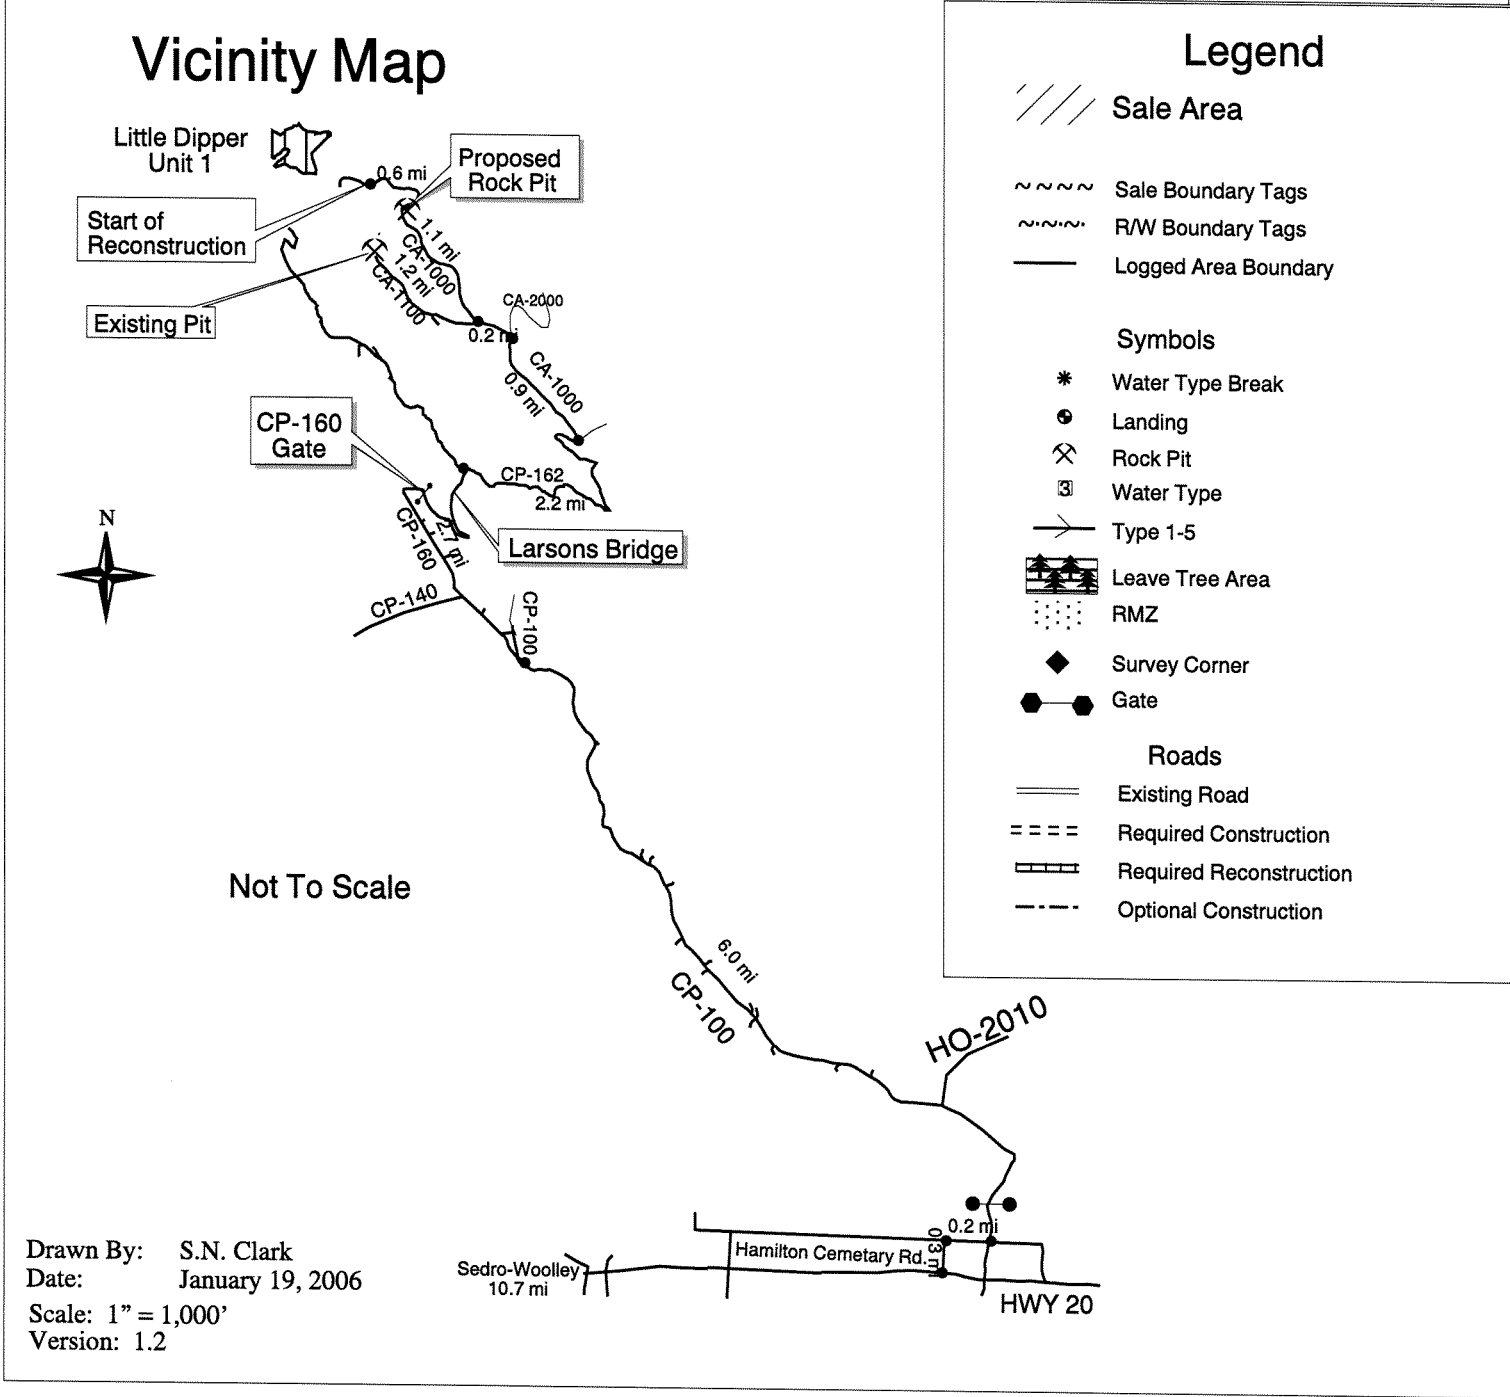 Vicinity Map
Little Dipper
Unit 1
0.6 mi
Proposed
Rock Pit
Start of
Reconstruction
1.1 mi
CA-1000
1.2 mi
CA-1100
Existing Pit
CA-2000
0.2 mi
CA-1000
0.9 mi
CP-160
Gate
CP-162
2.2 mi
N
CP-160
2.7 mi
Larsons Bridge
CP-140
CP-100
Not To Scale
6.0 mi
CP-100
HO-2010
0.2 mi
0.3 mi
Hamilton Cemetary Rd.
Sedro-Woolley
10.7 mi
HWY 20
Drawn By: S.N. Clark
Date: January 19, 2006
Scale: 1” = 1,000’
Version: 1.2
Legend
Sale Area
Sale Boundary Tags
R/W Boundary Tags
Logged Area Boundary
Symbols
Water Type Break
Landing
Rock Pit
3 Water Type
Type 1-5
Leave Tree Area
RMZ
Survey Corner
Gate
Roads
Existing Road
Required Construction
Required Reconstruction
Optional Construction